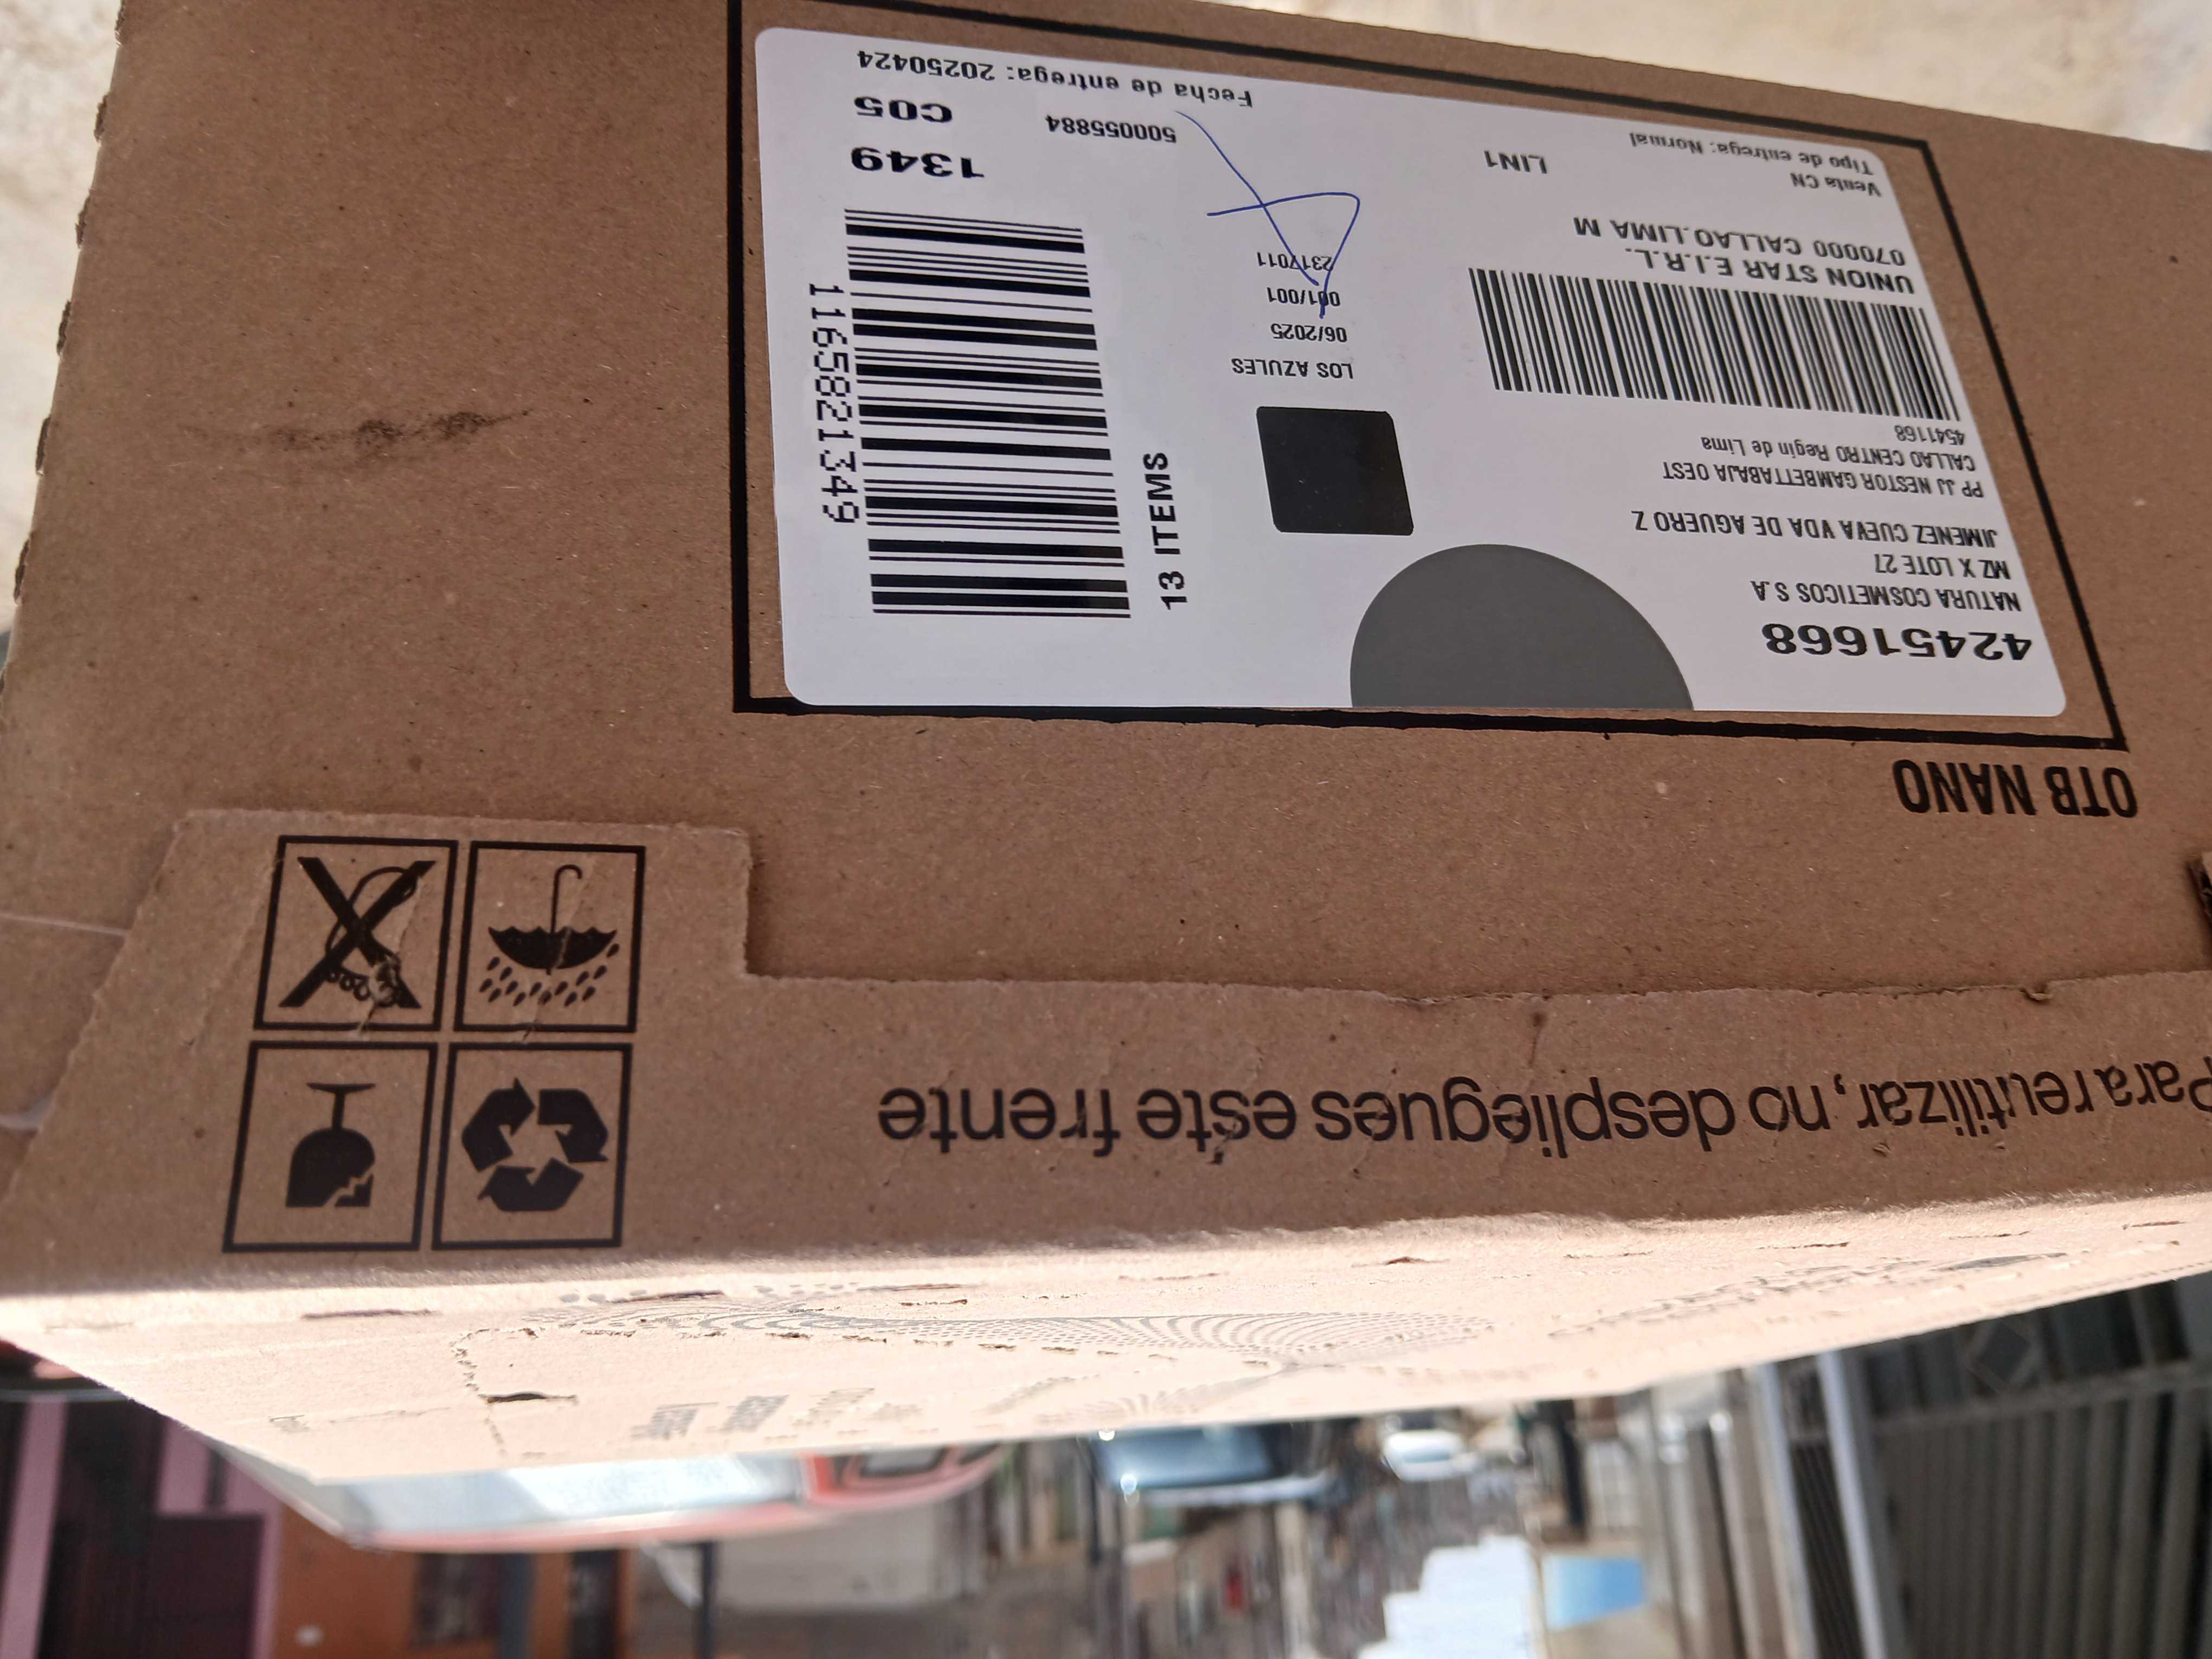 Para reutilizar, no despliegues este frente
OTB NANO
42451668
NATURA COSMETICOS S.A
MZ X LOTE 27
JIMENEZ CUEVA VDA DE AGUERO Z
PP JJ NESTOR GAMBETTABAJA OEST
CALLAO CENTRO Regin de Lima
4541168
UNION STAR E.I.R.L.
070000 CALLAO.LIMA M
Venta CN
Tipo de entrega: Normal
LIN1
LOS AZULES
06/2025
001/001
2317011
13 ITEMS
1165821349
1349
C05
500055884
Fecha de entrega: 20250424